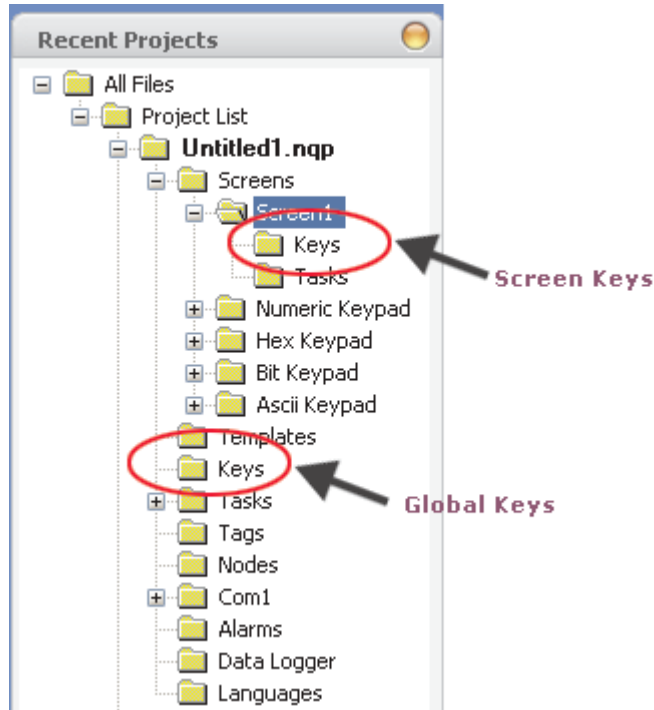 Recent Projects
All Files
Project List
Untitled1.nqp
Screens
Screen1
Keys
Screen Keys
Tasks
Numeric Keypad
Hex Keypad
Bit Keypad
Ascii Keypad
Templates
Keys
Tasks
Global Keys
Tags
Nodes
Com1
Alarms
Data Logger
Languages